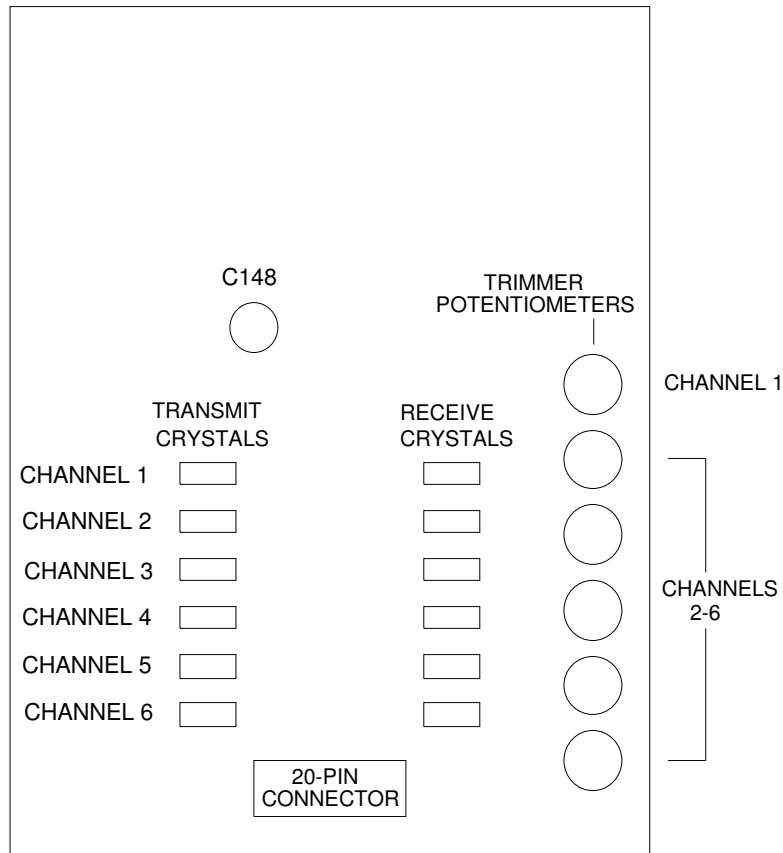 C148
TRIMMER
POTENTIOMETERS
CHANNEL 1
TRANSMIT
CRYSTALS
RECEIVE
CRYSTALS
CHANNEL 1
CHANNEL 2
CHANNEL 3
CHANNEL 4
CHANNEL 5
CHANNEL 6
CHANNELS
2-6
20-PIN
CONNECTOR